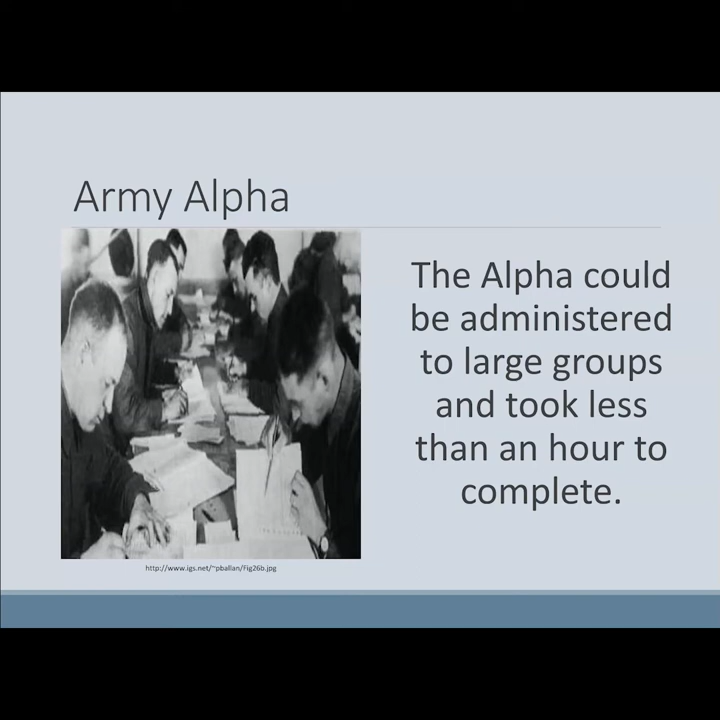 Army Alpha
The Alpha could
be administered
to large groups
and took less
than an hour to
complete.
http://www.igs.net/~pballan/Fig26b.jpg